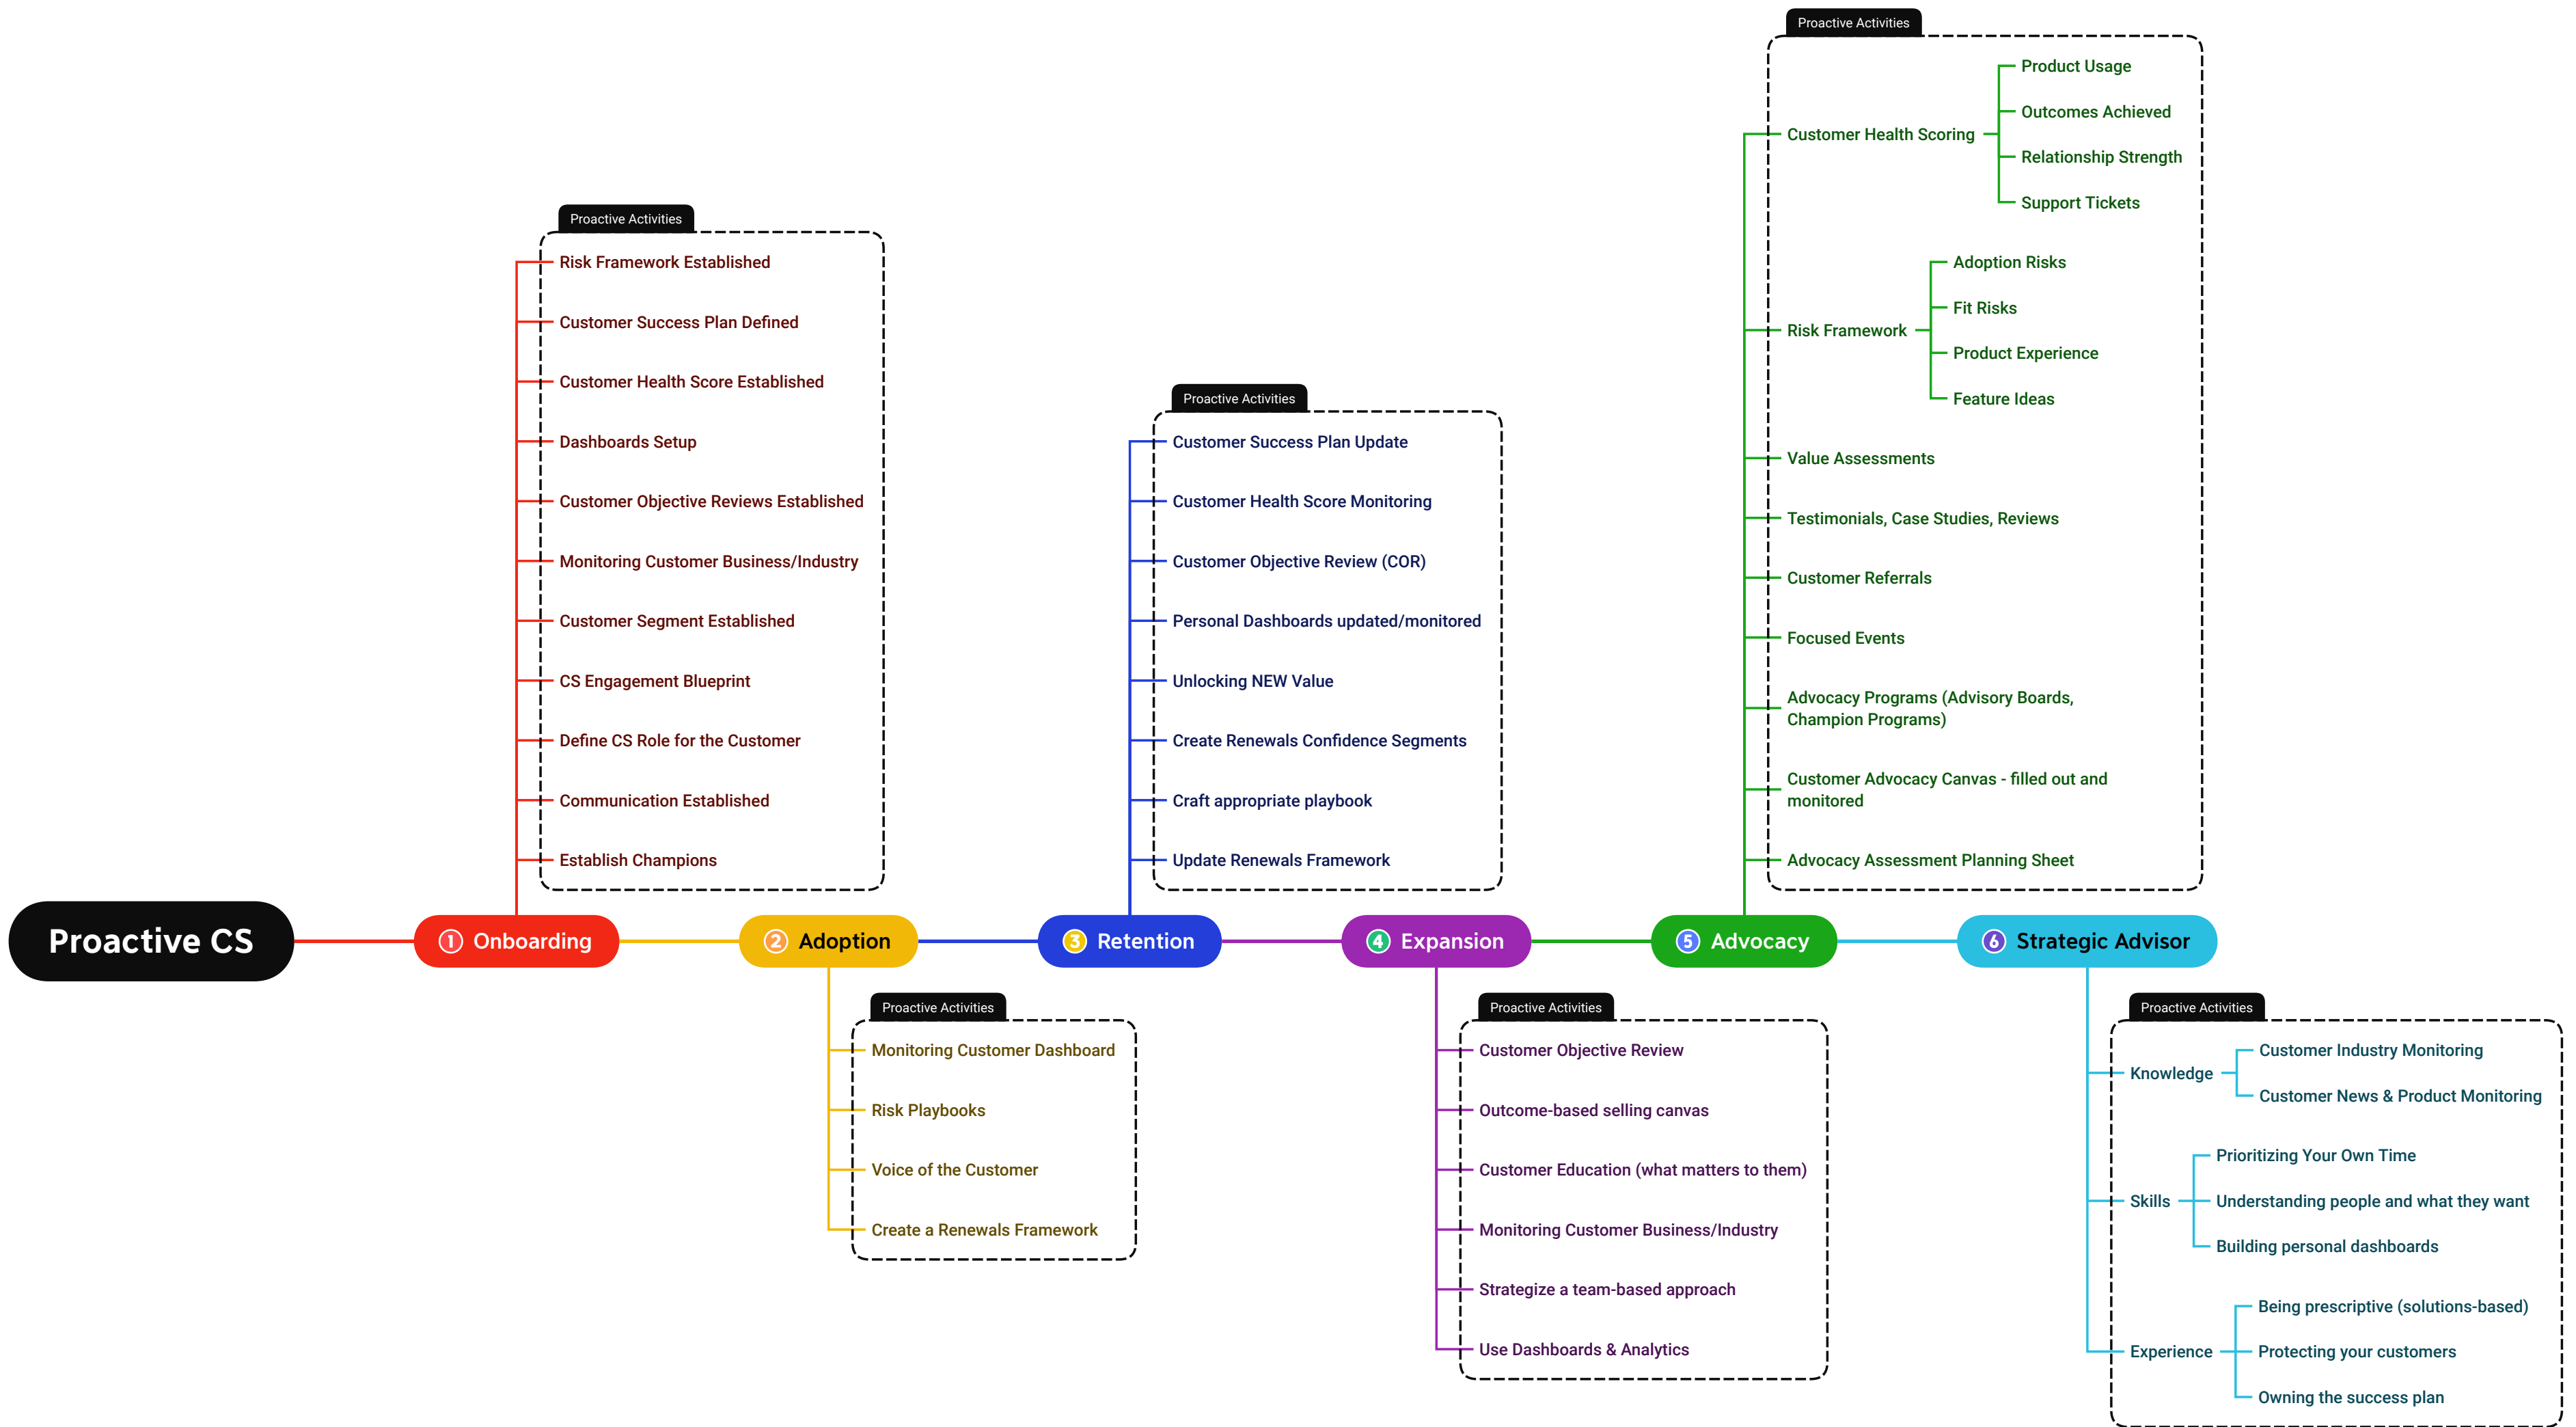 Proactive CS
① Onboarding
Proactive Activities
Risk Framework Established
Customer Success Plan Defined
Customer Health Score Established
Dashboards Setup
Customer Objective Reviews Established
Monitoring Customer Business/Industry
Customer Segment Established
CS Engagement Blueprint
Define CS Role for the Customer
Communication Established
Establish Champions
② Adoption
Proactive Activities
Monitoring Customer Dashboard
Risk Playbooks
Voice of the Customer
Create a Renewals Framework
③ Retention
Proactive Activities
Customer Success Plan Update
Customer Health Score Monitoring
Customer Objective Review (COR)
Personal Dashboards updated/monitored
Unlocking NEW Value
Create Renewals Confidence Segments
Craft appropriate playbook
Update Renewals Framework
④ Expansion
Proactive Activities
Customer Objective Review
Outcome-based selling canvas
Customer Education (what matters to them)
Monitoring Customer Business/Industry
Strategize a team-based approach
Use Dashboards & Analytics
⑤ Advocacy
Proactive Activities
Customer Health Scoring
Product Usage
Outcomes Achieved
Relationship Strength
Support Tickets
Risk Framework
Adoption Risks
Fit Risks
Product Experience
Feature Ideas
Value Assessments
Testimonials, Case Studies, Reviews
Customer Referrals
Focused Events
Advocacy Programs (Advisory Boards,
Champion Programs)
Customer Advocacy Canvas - filled out and
monitored
Advocacy Assessment Planning Sheet
⑥ Strategic Advisor
Proactive Activities
Knowledge
Customer Industry Monitoring
Customer News & Product Monitoring
Skills
Prioritizing Your Own Time
Understanding people and what they want
Building personal dashboards
Experience
Being prescriptive (solutions-based)
Protecting your customers
Owning the success plan